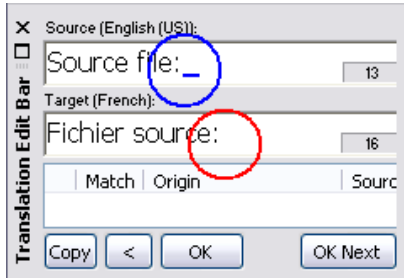 Source (English (US)):
Source file:_
13
Target (French):
Fichier source:
16
Match Origin Sourc
Copy < OK OK Next
Translation Edit Bar